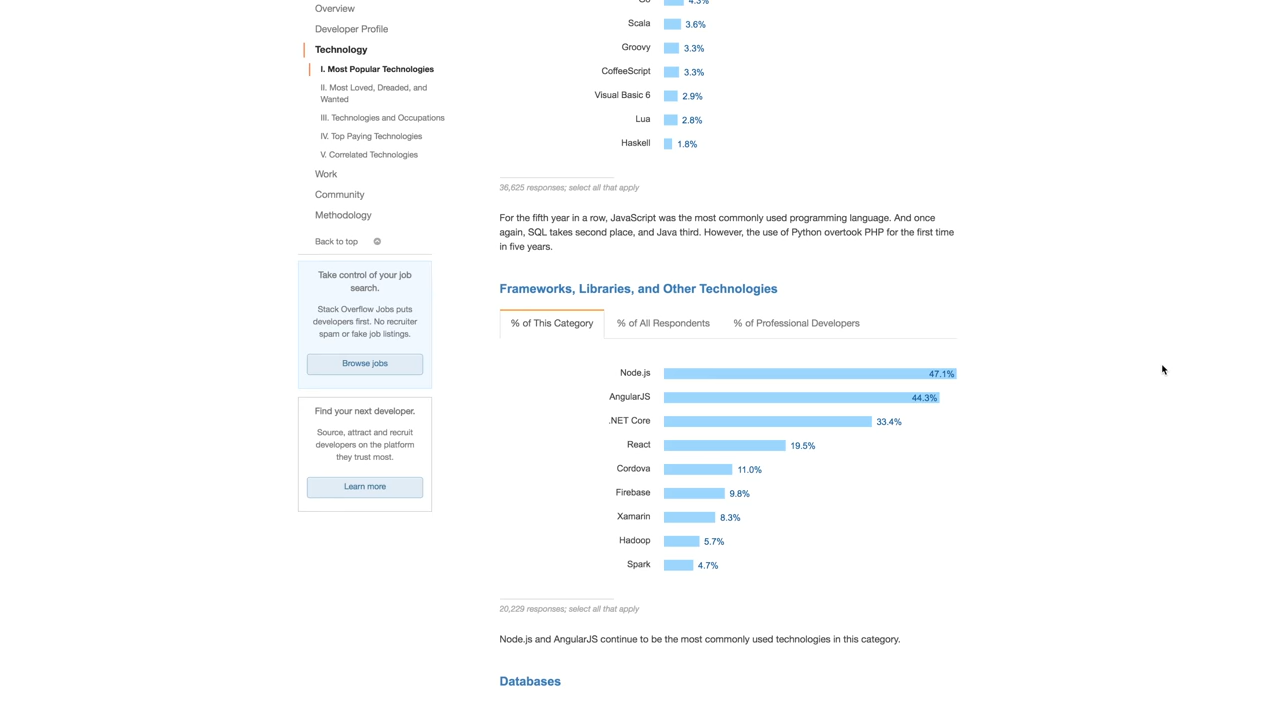 Overview
Developer Profile
Technology
I. Most Popular Technologies
II. Most Loved, Dreaded, and
Wanted
III. Technologies and Occupations
IV. Top Paying Technologies
V. Correlated Technologies
Work
Community
Methodology
Back to top
Take control of your job
search.
Stack Overflow Jobs puts
developers first. No recruiter
spam or fake job listings.
Browse jobs
Find your next developer.
Source, attract and recruit
developers on the platform
they trust most.
Learn more
Go 4.3%
Scala 3.6%
Groovy 3.3%
CoffeeScript 3.3%
Visual Basic 6 2.9%
Lua 2.8%
Haskell 1.8%
36,625 responses; select all that apply
For the fifth year in a row, JavaScript was the most commonly used programming language. And once
again, SQL takes second place, and Java third. However, the use of Python overtook PHP for the first time
in five years.
Frameworks, Libraries, and Other Technologies
% of This Category % of All Respondents % of Professional Developers
Node.js 47.1%
AngularJS 44.3%
.NET Core 33.4%
React 19.5%
Cordova 11.0%
Firebase 9.8%
Xamarin 8.3%
Hadoop 5.7%
Spark 4.7%
20,229 responses; select all that apply
Node.js and AngularJS continue to be the most commonly used technologies in this category.
Databases